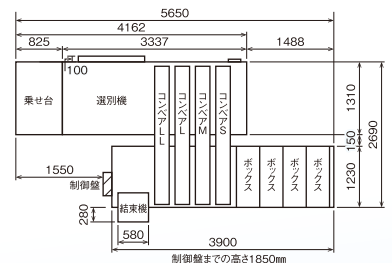 5650
4162
825
3337
1488
100
乗せ台
選別機
コンベアLL
コンベアL
コンベアM
コンベアS
1310
150
2690
1230
1550
制御盤
ボックス
ボックス
ボックス
ボックス
280
結束機
580
3900
制御盤までの高さ1850㎜